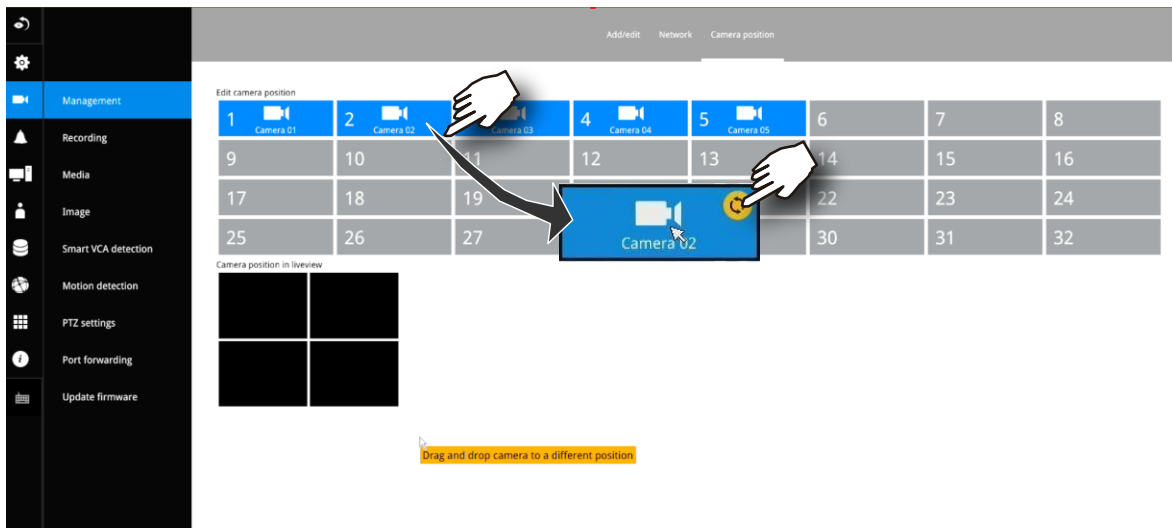 Add/edit Network Camera position
Management
Recording
Media
Image
Smart VCA detection
Motion detection
PTZ settings
Port forwarding
Update firmware
Edit camera position
1 Camera 01 2 Camera 02 Camera 03 4 Camera 04 5 Camera 05 6 7 8
9 10 11 12 13 14 15 16
17 18 19 22 23 24
25 26 27 30 31 32
Camera 02
Camera position in liveview
Drag and drop camera to a different position